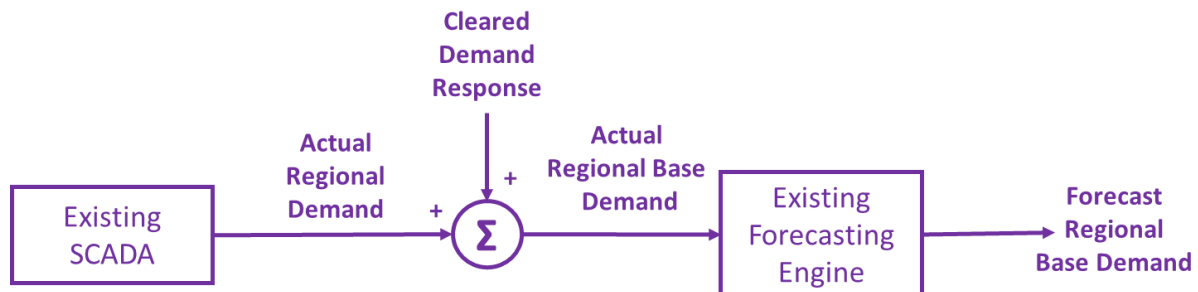 Cleared
Demand
Response
Actual
Regional
Demand
+
+
Actual
Regional Base
Demand
Existing
SCADA
Σ
Existing
Forecasting
Engine
Forecast
Regional
Base Demand